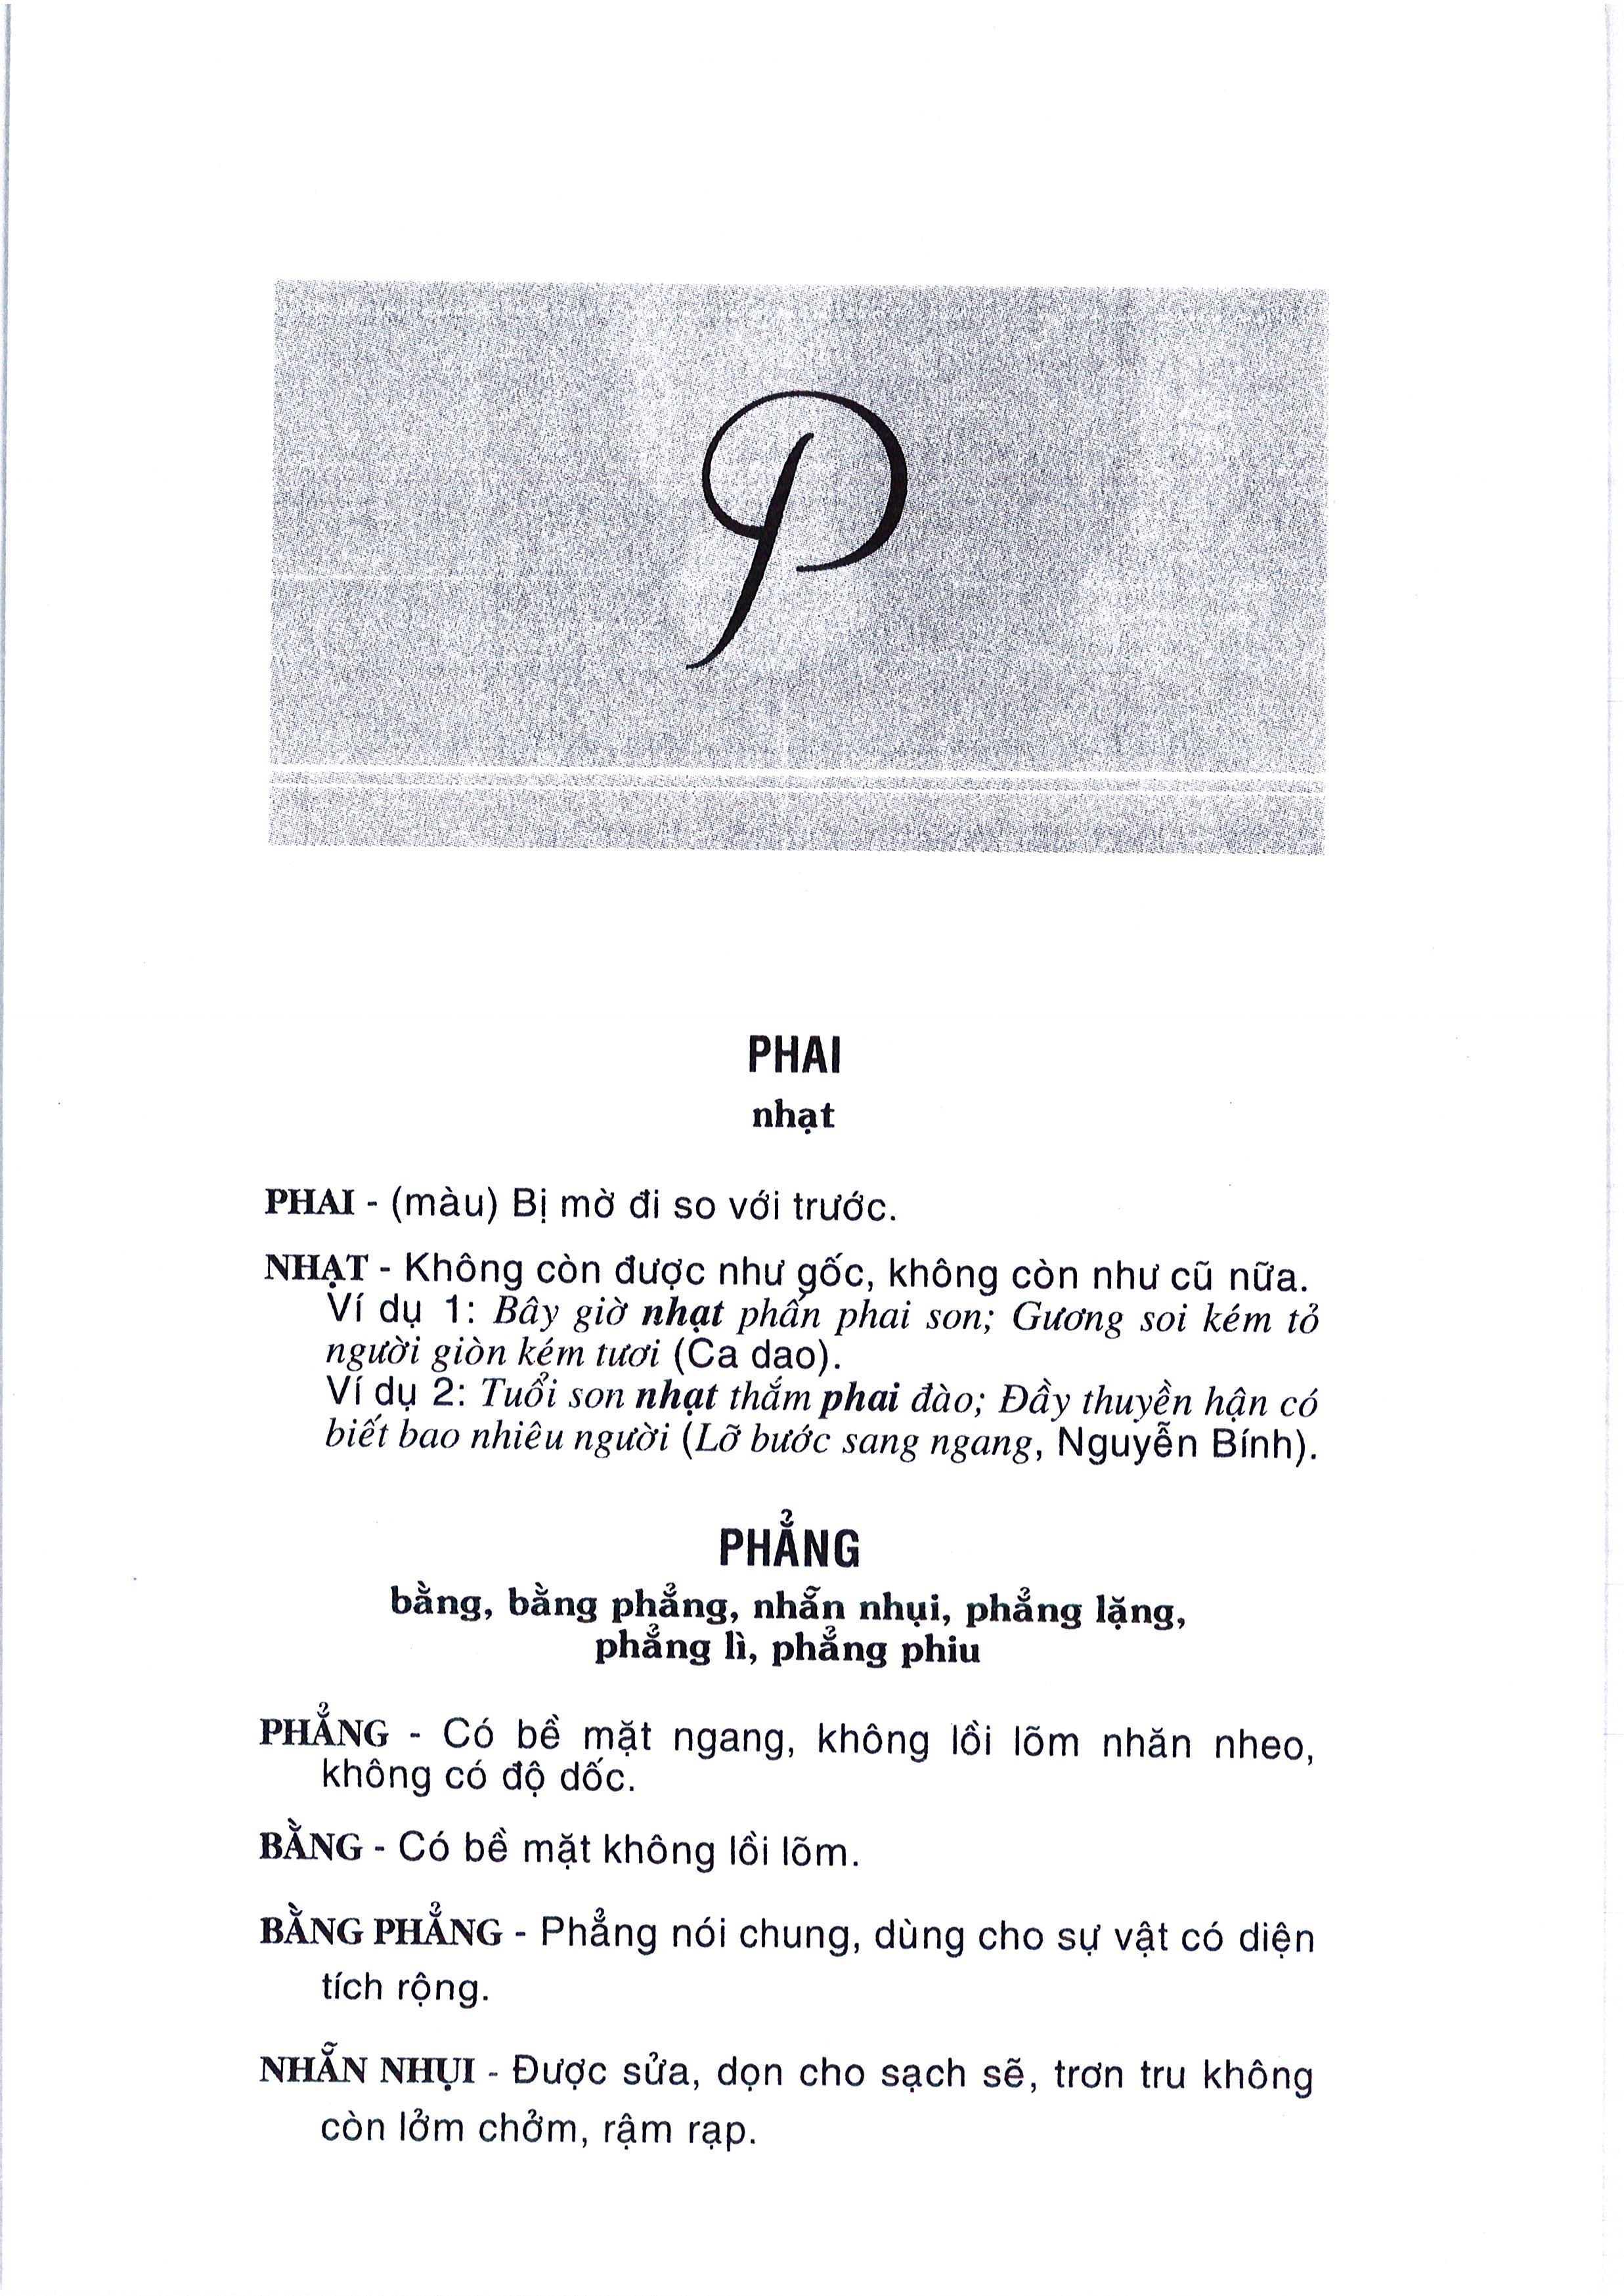 P
PHAI
nhạt
PHAI - (màu) Bị mờ đi so với trước.
NHẠT - Không còn được như gốc, không còn như cũ nữa.
Ví dụ 1: Bây giờ nhạt phấn phai son; Gương soi kém tỏ
người giòn kém tươi (Ca dao).
Ví dụ 2: Tuổi son nhạt thắm phai đào; Đầy thuyền hận có
biết bao nhiêu người (Lỡ bước sang ngang, Nguyễn Bính).
PHẲNG
bằng, bằng phẳng, nhẵn nhụi, phẳng lặng,
phẳng lì, phẳng phiu
PHẲNG - Có bề mặt ngang, không lồi lõm nhăn nheo,
không có độ dốc.
BẰNG - Có bề mặt không lồi lõm.
BẰNG PHẲNG - Phẳng nói chung, dùng cho sự vật có diện
tích rộng.
NHẴN NHỤI - Được sửa, dọn cho sạch sẽ, trơn tru không
còn lởm chởm, rậm rạp.